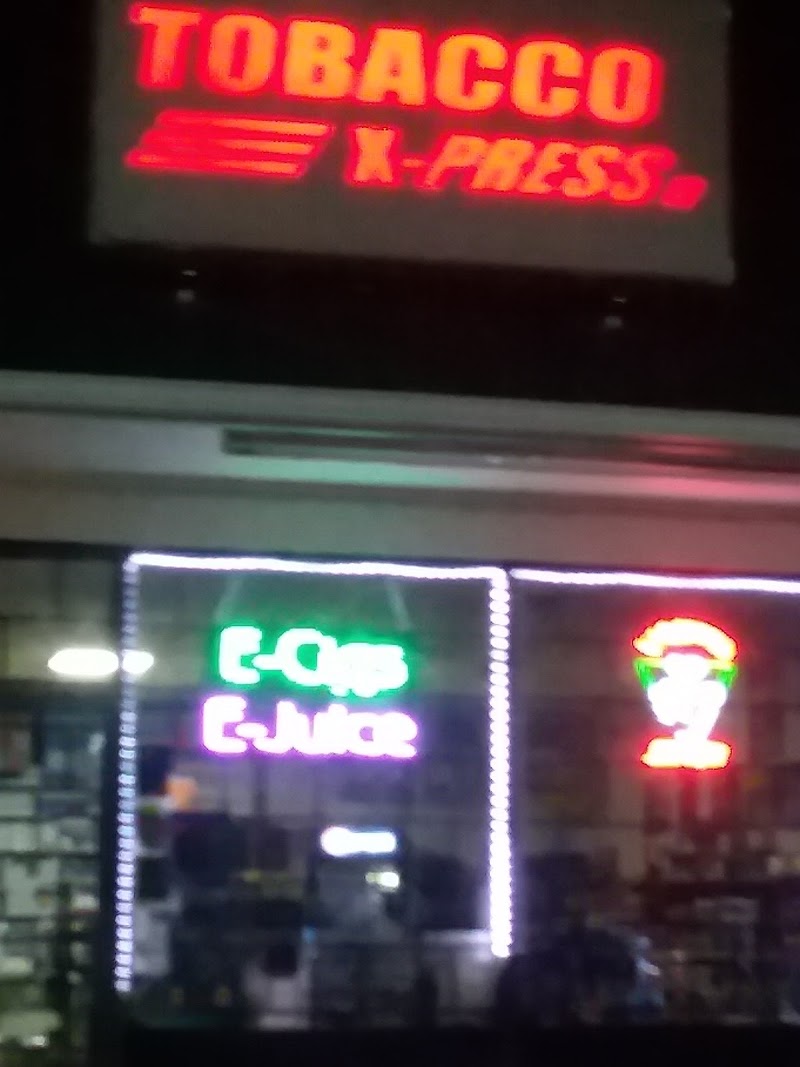 TOBACCO
X-PRESS
E-Cigs
E-Juice